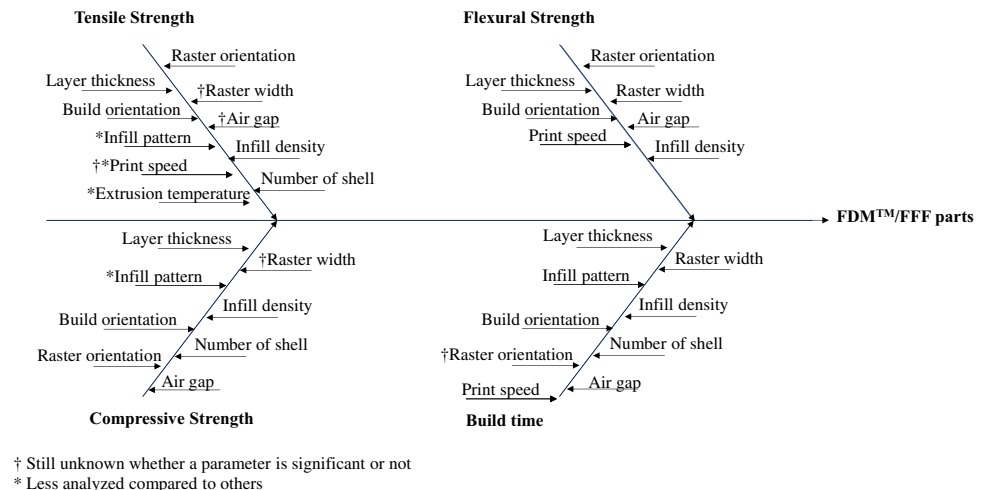 Tensile Strength
Flexural Strength
Raster orientation
Layer thickness
†Raster width
Build orientation
†Air gap
*Infill pattern
Infill density
†*Print speed
Number of shell
*Extrusion temperature
Raster orientation
Layer thickness
Raster width
Build orientation
Air gap
Print speed
Infill density
FDM™/FFF parts
Layer thickness
†Raster width
*Infill pattern
Infill density
Build orientation
Number of shell
Raster orientation
Air gap
Compressive Strength
Layer thickness
Raster width
Infill pattern
Infill density
Build orientation
Number of shell
†Raster orientation
Air gap
Print speed
Build time
† Still unknown whether a parameter is significant or not
* Less analyzed compared to others